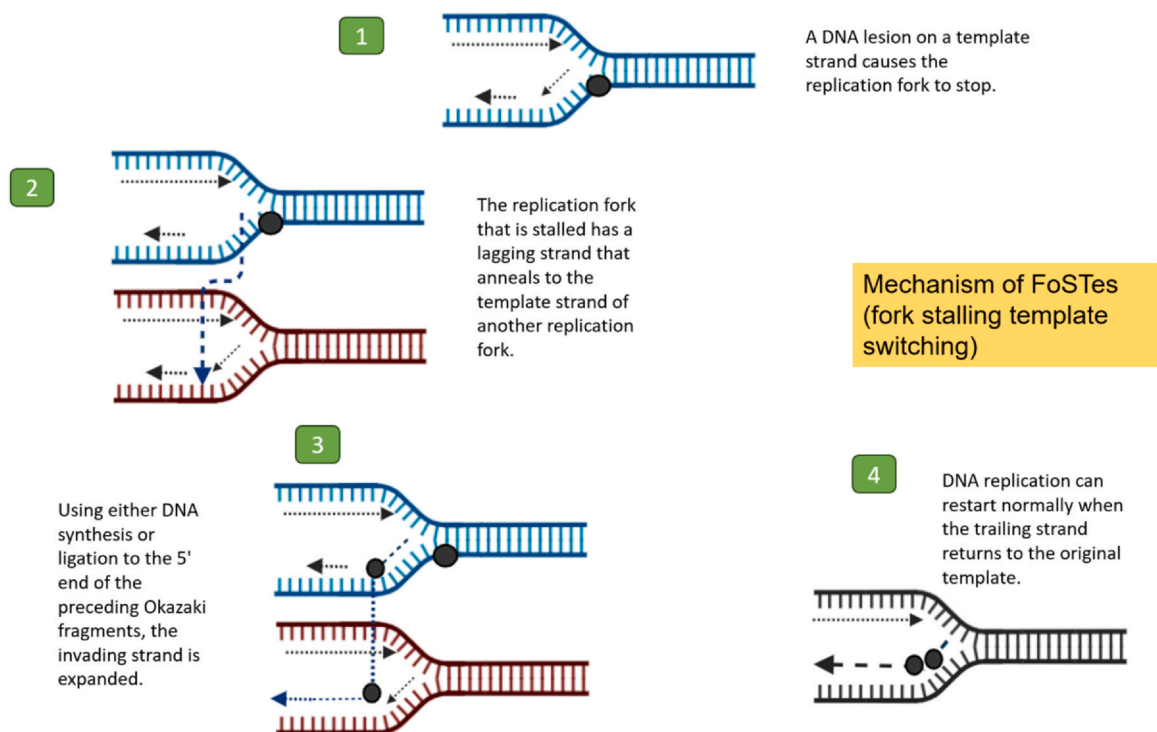 1
A DNA lesion on a template
strand causes the
replication fork to stop.
2
The replication fork
that is stalled has a
lagging strand that
anneals to the
template strand of
another replication
fork.
Mechanism of FoSTes
(fork stalling template
switching)
3
Using either DNA
synthesis or
ligation to the 5'
end of the
preceding Okazaki
fragments, the
invading strand is
expanded.
4
DNA replication can
restart normally when
the trailing strand
returns to the original
template.